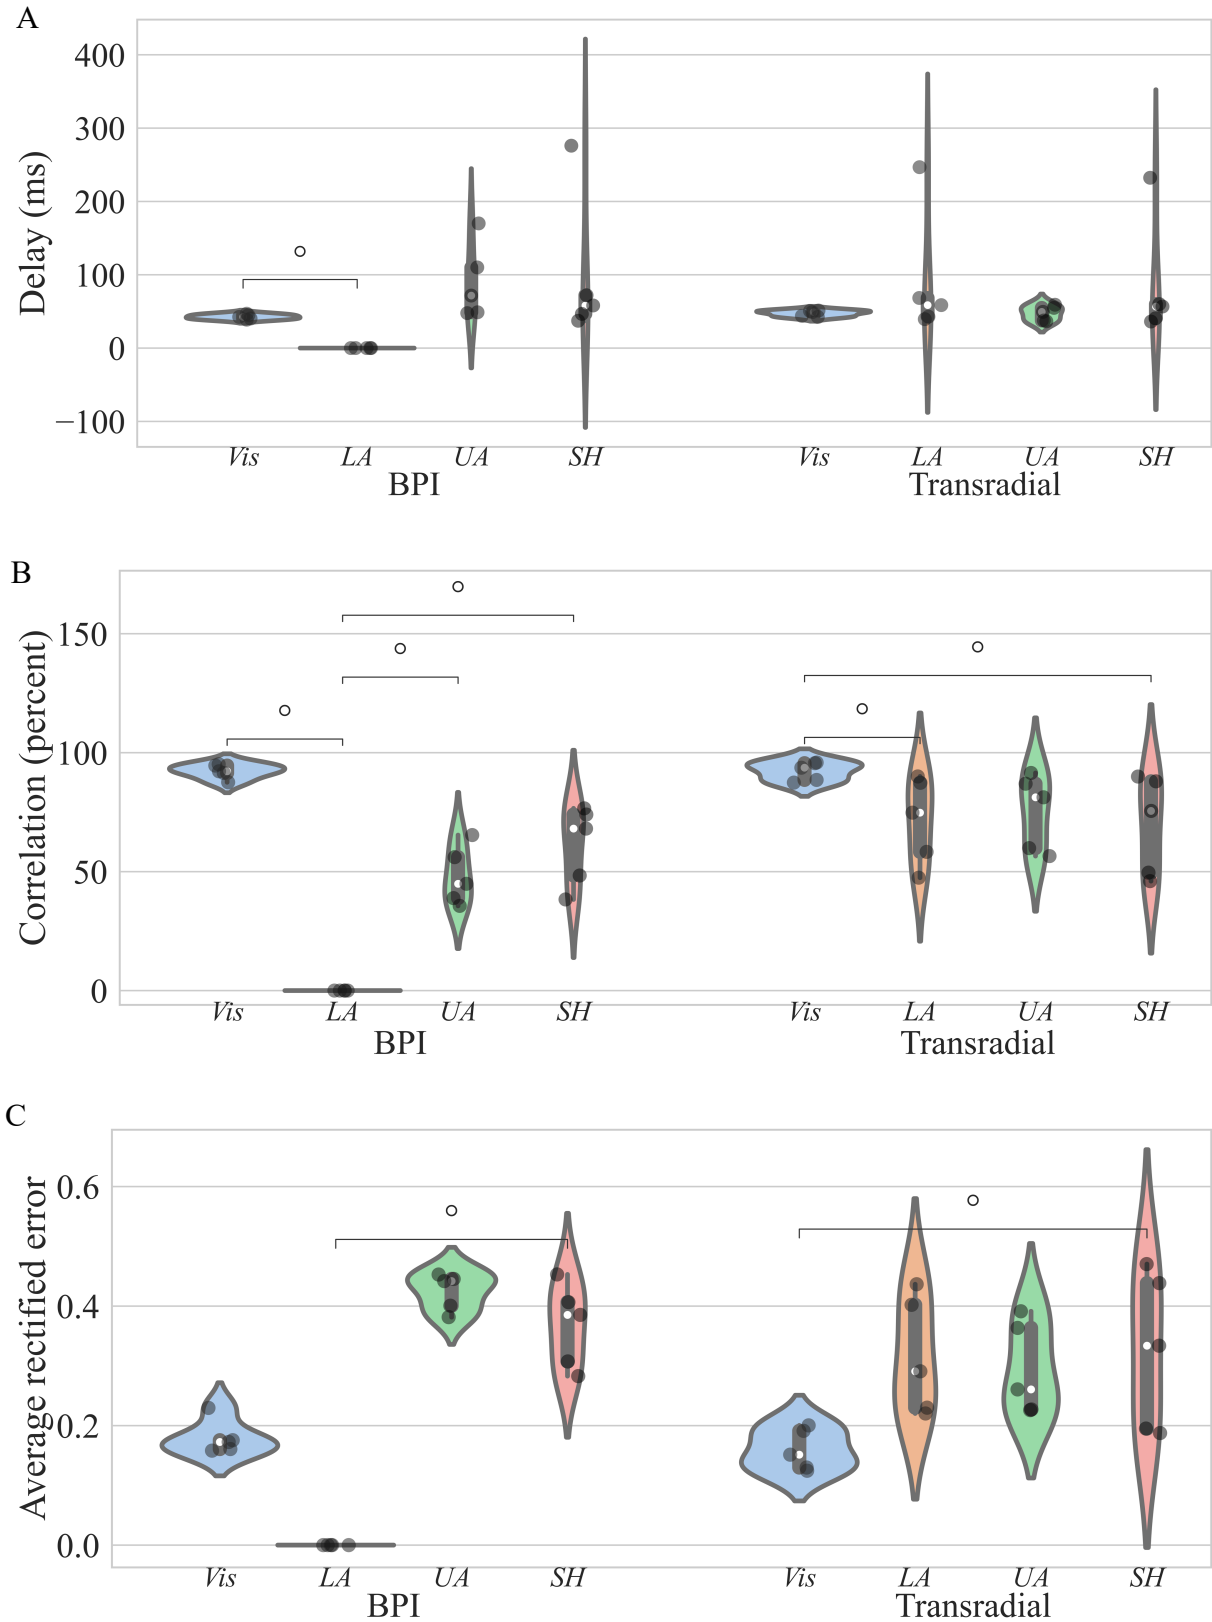 A
Delay (ms)
400
300
200
100
0
−100
Vis LA UA SH Vis LA UA SH
BPI Transradial
B
Correlation (percent)
150
100
50
0
Vis LA UA SH Vis LA UA SH
BPI Transradial
C
Average rectified error
0.6
0.4
0.2
0.0
Vis LA UA SH Vis LA UA SH
BPI Transradial